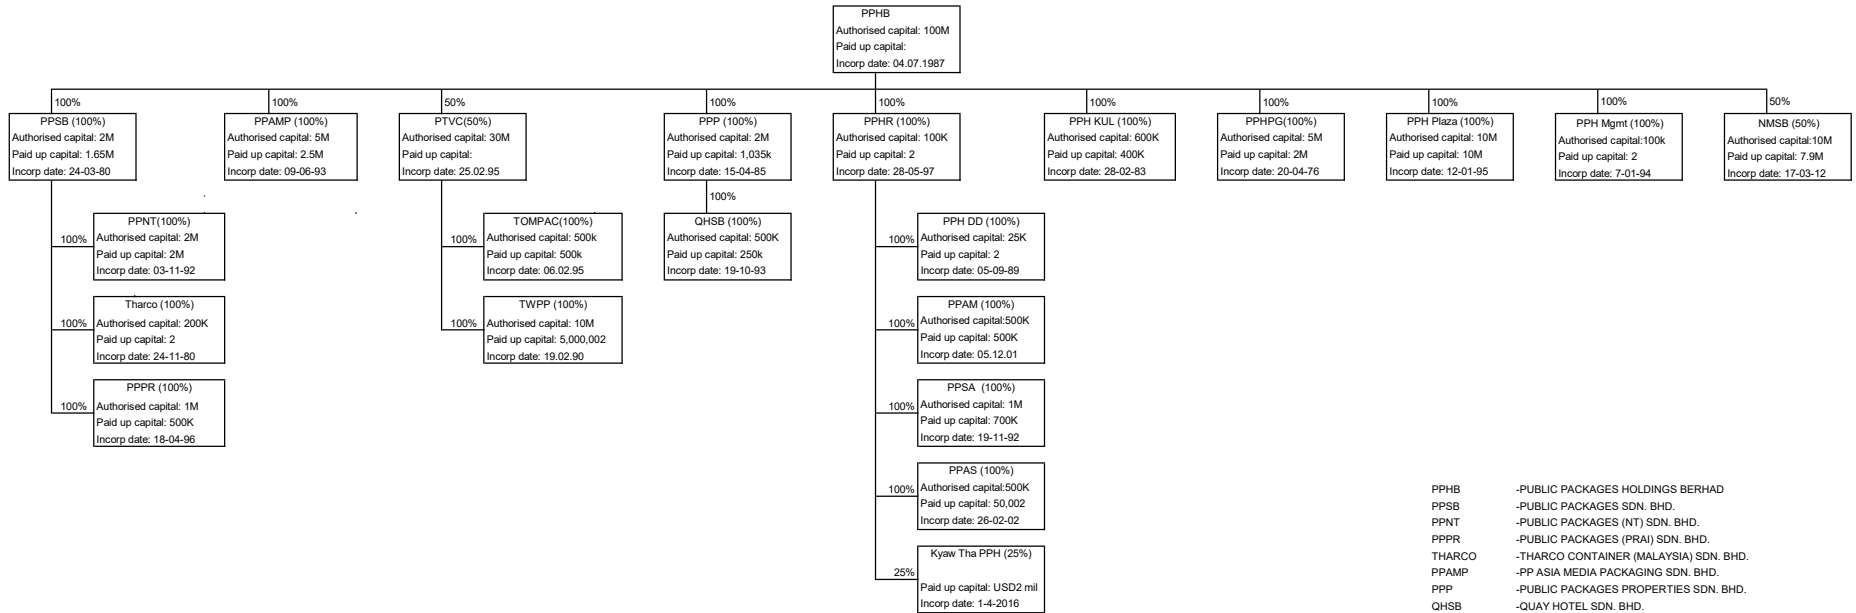 PPHB
Authorised capital: 100M
Paid up capital:
Incorp date: 04.07.1987
100%
100%
50%
100%
100%
100%
100%
100%
100%
50%
PPSB (100%)
Authorised capital: 2M
Paid up capital: 1.65M
Incorp date: 24-03-80
PPAMP (100%)
Authorised capital: 5M
Paid up capital: 2.5M
Incorp date: 09-06-93
PTVC(50%)
Authorised capital: 30M
Paid up capital:
Incorp date: 25.02.95
PPP (100%)
Authorised capital: 2M
Paid up capital: 1,035k
Incorp date: 15-04-85
PPHR (100%)
Authorised capital: 100K
Paid up capital: 2
Incorp date: 28-05-97
PPH KUL (100%)
Authorised capital: 600K
Paid up capital: 400K
Incorp date: 28-02-83
PPHPG(100%)
Authorised capital: 5M
Paid up capital: 2M
Incorp date: 20-04-76
PPH Plaza (100%)
Authorised capital: 10M
Paid up capital: 10M
Incorp date: 12-01-95
PPH Mgmt (100%)
Authorised capital:100k
Paid up capital: 2
Incorp date: 7-01-94
NMSB (50%)
Authorised capital:10M
Paid up capital: 7.9M
Incorp date: 17-03-12
100%
PPNT(100%)
Authorised capital: 2M
Paid up capital: 2M
Incorp date: 03-11-92
100%
Tharco (100%)
Authorised capital: 200K
Paid up capital: 2
Incorp date: 24-11-80
100%
PPPR (100%)
Authorised capital: 1M
Paid up capital: 500K
Incorp date: 18-04-96
100%
TOMPAC(100%)
Authorised capital: 500k
Paid up capital: 500k
Incorp date: 06.02.95
100%
TWPP (100%)
Authorised capital: 10M
Paid up capital: 5,000,002
Incorp date: 19.02.90
100%
QHSB (100%)
Authorised capital: 500K
Paid up capital: 250k
Incorp date: 19-10-93
100%
PPH DD (100%)
Authorised capital: 25K
Paid up capital: 2
Incorp date: 05-09-89
100%
PPAM (100%)
Authorised capital:500K
Paid up capital: 500K
Incorp date: 05.12.01
100%
PPSA (100%)
Authorised capital: 1M
Paid up capital: 700K
Incorp date: 19-11-92
100%
PPAS (100%)
Authorised capital:500K
Paid up capital: 50,002
Incorp date: 26-02-02
100%
Kyaw Tha PPH (25%)
Paid up capital: USD2 mil
Incorp date: 1-4-2016
25%
PPHB -PUBLIC PACKAGES HOLDINGS BERHAD
PPSB -PUBLIC PACKAGES SDN. BHD.
PPNT -PUBLIC PACKAGES (NT) SDN. BHD.
PPPR -PUBLIC PACKAGES (PRAI) SDN. BHD.
THARCO -THARCO CONTAINER (MALAYSIA) SDN. BHD.
PPAMP -PP ASIA MEDIA PACKAGING SDN. BHD.
PPP -PUBLIC PACKAGES PROPERTIES SDN. BHD.
QHSB -QUAY HOTEL SDN. BHD.